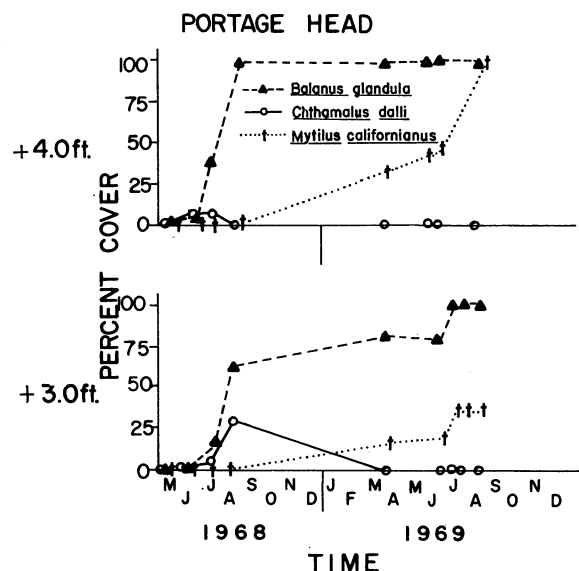 PORTAGE HEAD
100
75
50
25
0
+4.0ft.
Balanus glandula
Chthamalus dalli
Mytilus californianus
PERCENT COVER
100
75
50
25
0
+3.0ft.
M J J A S O N D J F M A M J J A S O N D
1968 1969
TIME